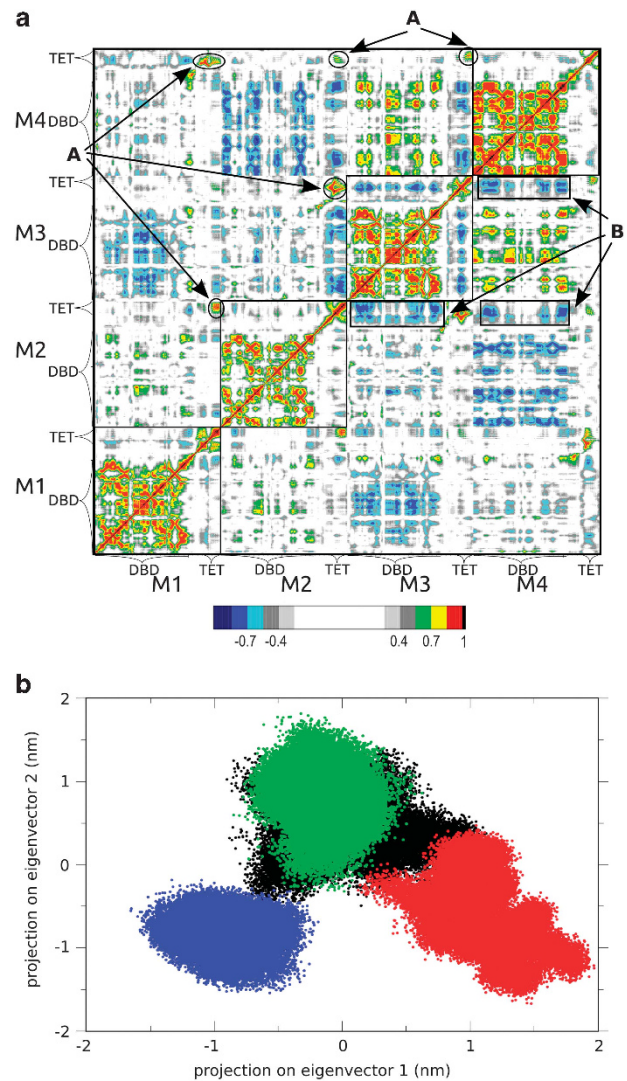 a
A
TET
M4 DBD
A
TET
M3
DBD
B
TET
M2
DBD
TET
M1
DBD
DBD TET DBD TET DBD TET DBD TET
M1 M2 M3 M4
-0.7 -0.4 0.4 0.7 1
b
2
1
0
-1
-2
projection on eigenvector 2 (nm)
-2 -1 0 1 2
projection on eigenvector 1 (nm)